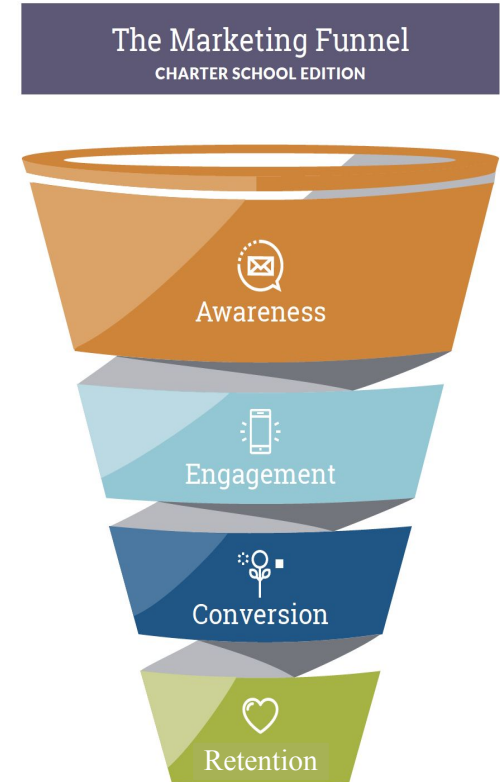 The Marketing Funnel
CHARTER SCHOOL EDITION
Awareness
Engagement
Conversion
Retention